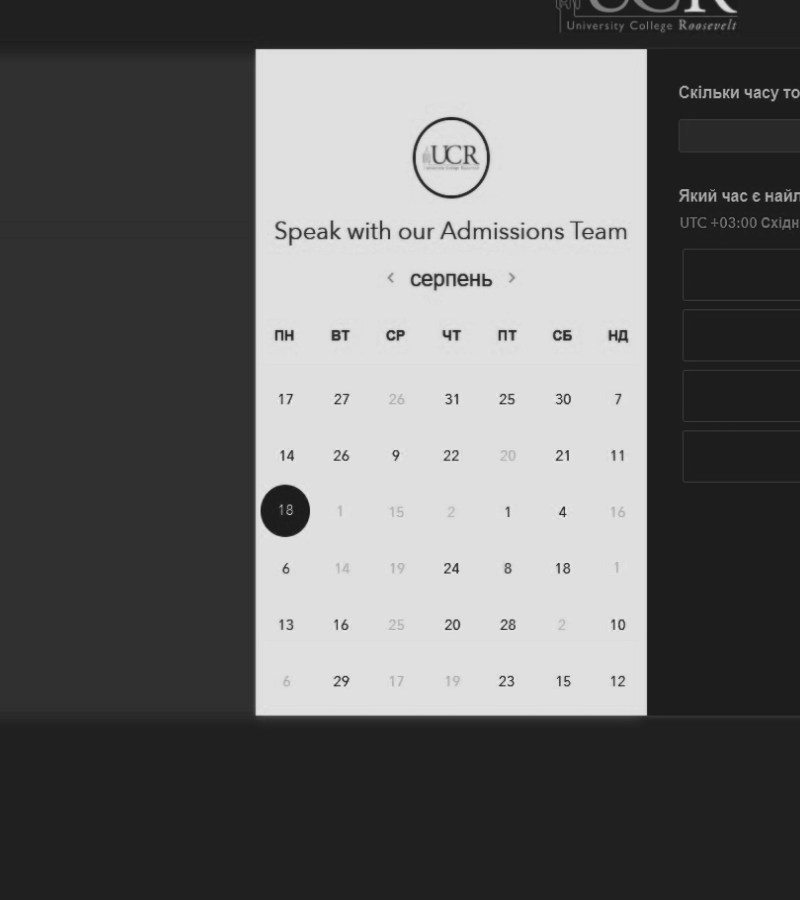 UCR
University College Roosevelt
UCR
Speak with our Admissions Team
< серпень >
ПН ВТ СР ЧТ ПТ СБ НД
17 27 26 31 25 30 7
14 26 9 22 20 21 11
18 1 15 2 1 4 16
6 14 19 24 8 18 1
13 16 25 20 28 2 10
6 29 17 19 23 15 12
Скільки часу то
Який час є найл
UTC +03:00 Східн